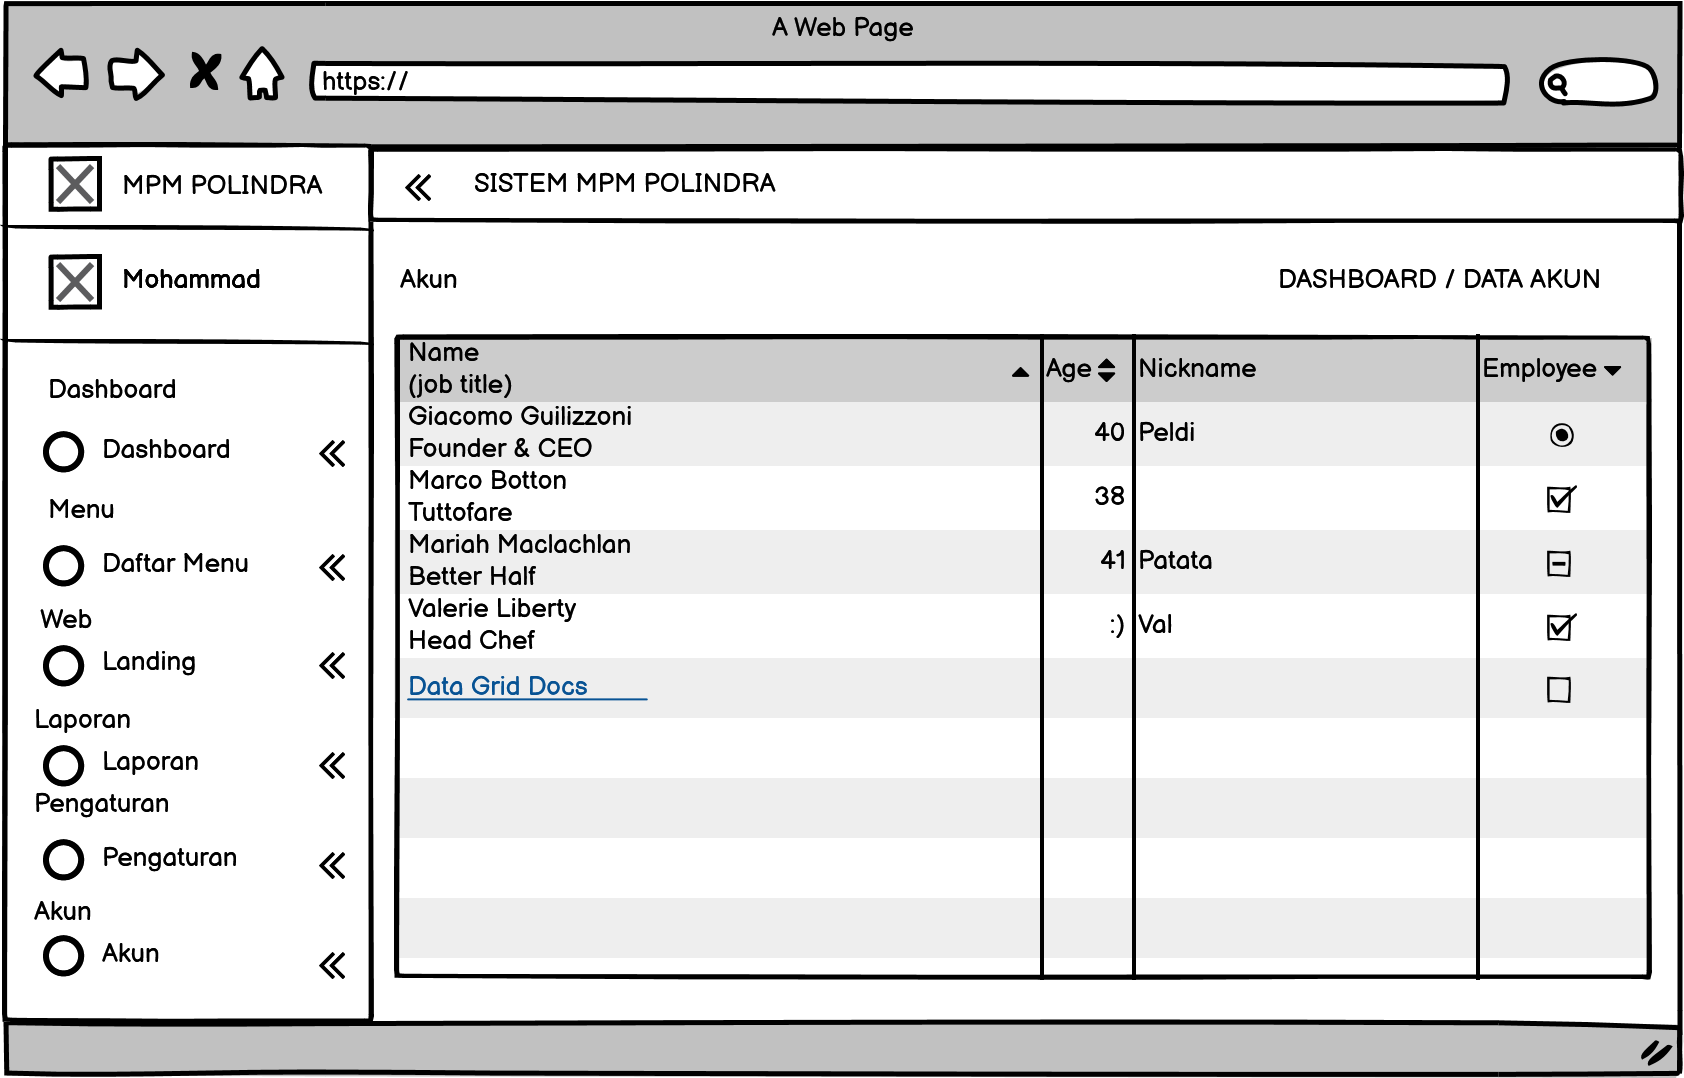 A Web Page
https://
MPM POLINDRA
SISTEM MPM POLINDRA
Mohammad
Akun
DASHBOARD / DATA AKUN
Dashboard
Dashboard
Menu
Daftar Menu
Web
Landing
Laporan
Laporan
Pengaturan
Pengaturan
Akun
Akun
Name
(job title)
Age
Nickname
Employee
Giacomo Guilizzoni
Founder & CEO
40
Peldi
Marco Botton
Tuttofare
38
Mariah Maclachlan
Better Half
41
Patata
Valerie Liberty
Head Chef
:)
Val
Data Grid Docs